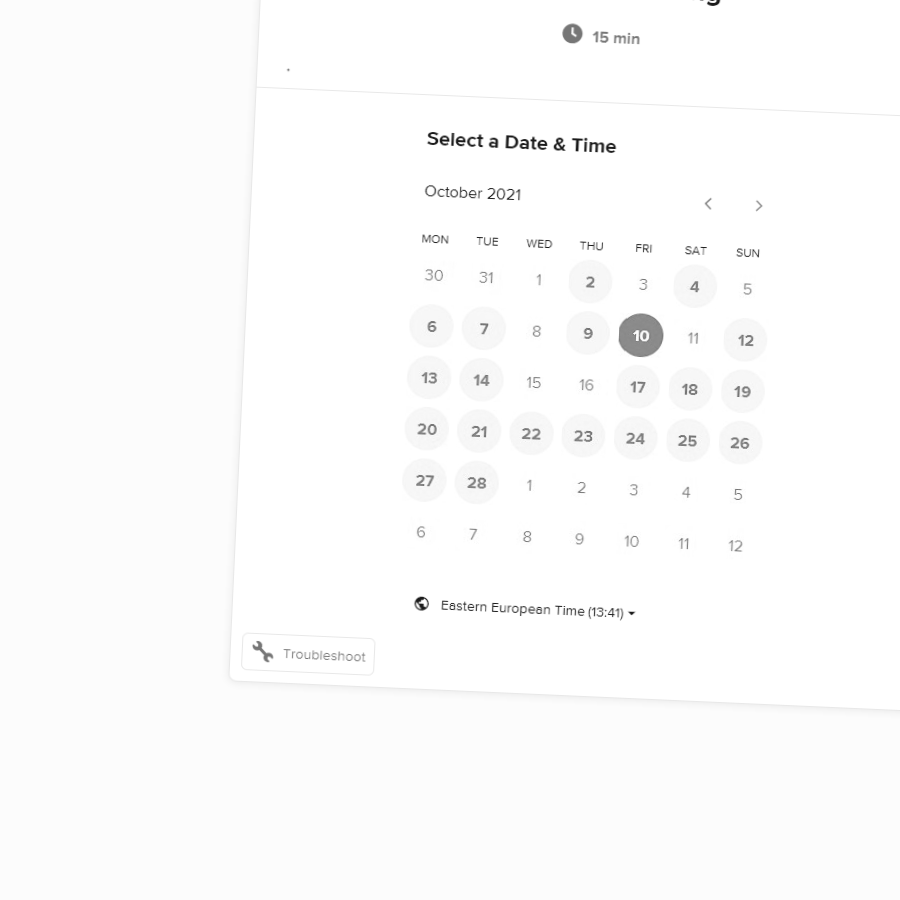 15 min
.
Select a Date & Time
October 2021
MON TUE WED THU FRI SAT SUN
30 31 1 2 3 4 5
6 7 8 9 10 11 12
13 14 15 16 17 18 19
20 21 22 23 24 25 26
27 28 1 2 3 4 5
6 7 8 9 10 11 12
Eastern European Time (13:41)
Troubleshoot